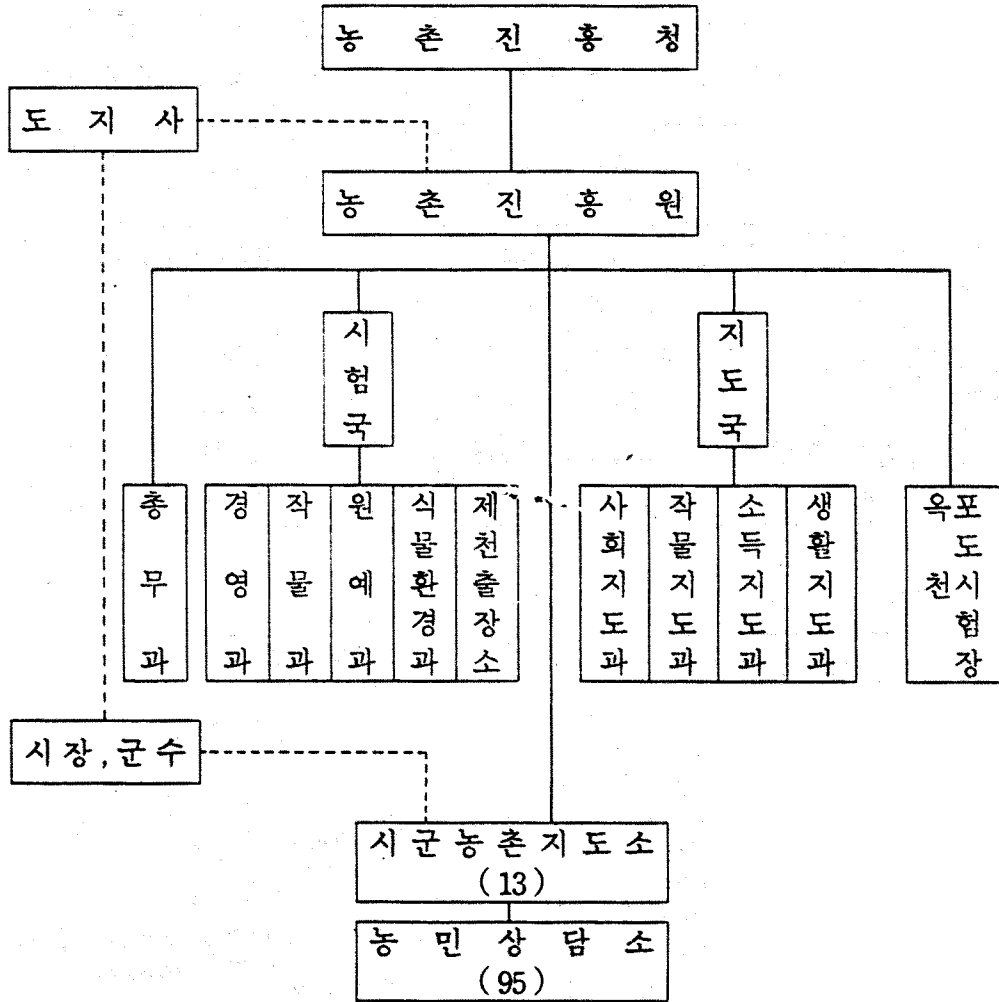 농촌진흥청
도지사
농촌진흥원
시험국
지도국
총무과
경영과
작물과
원예과
식물환경과
제천출장소
사회지도과
작물지도과
소득지도과
생활지도과
옥천
포도시험장
시장,군수
시군농촌지도소
(13)
농민상담소
(95)